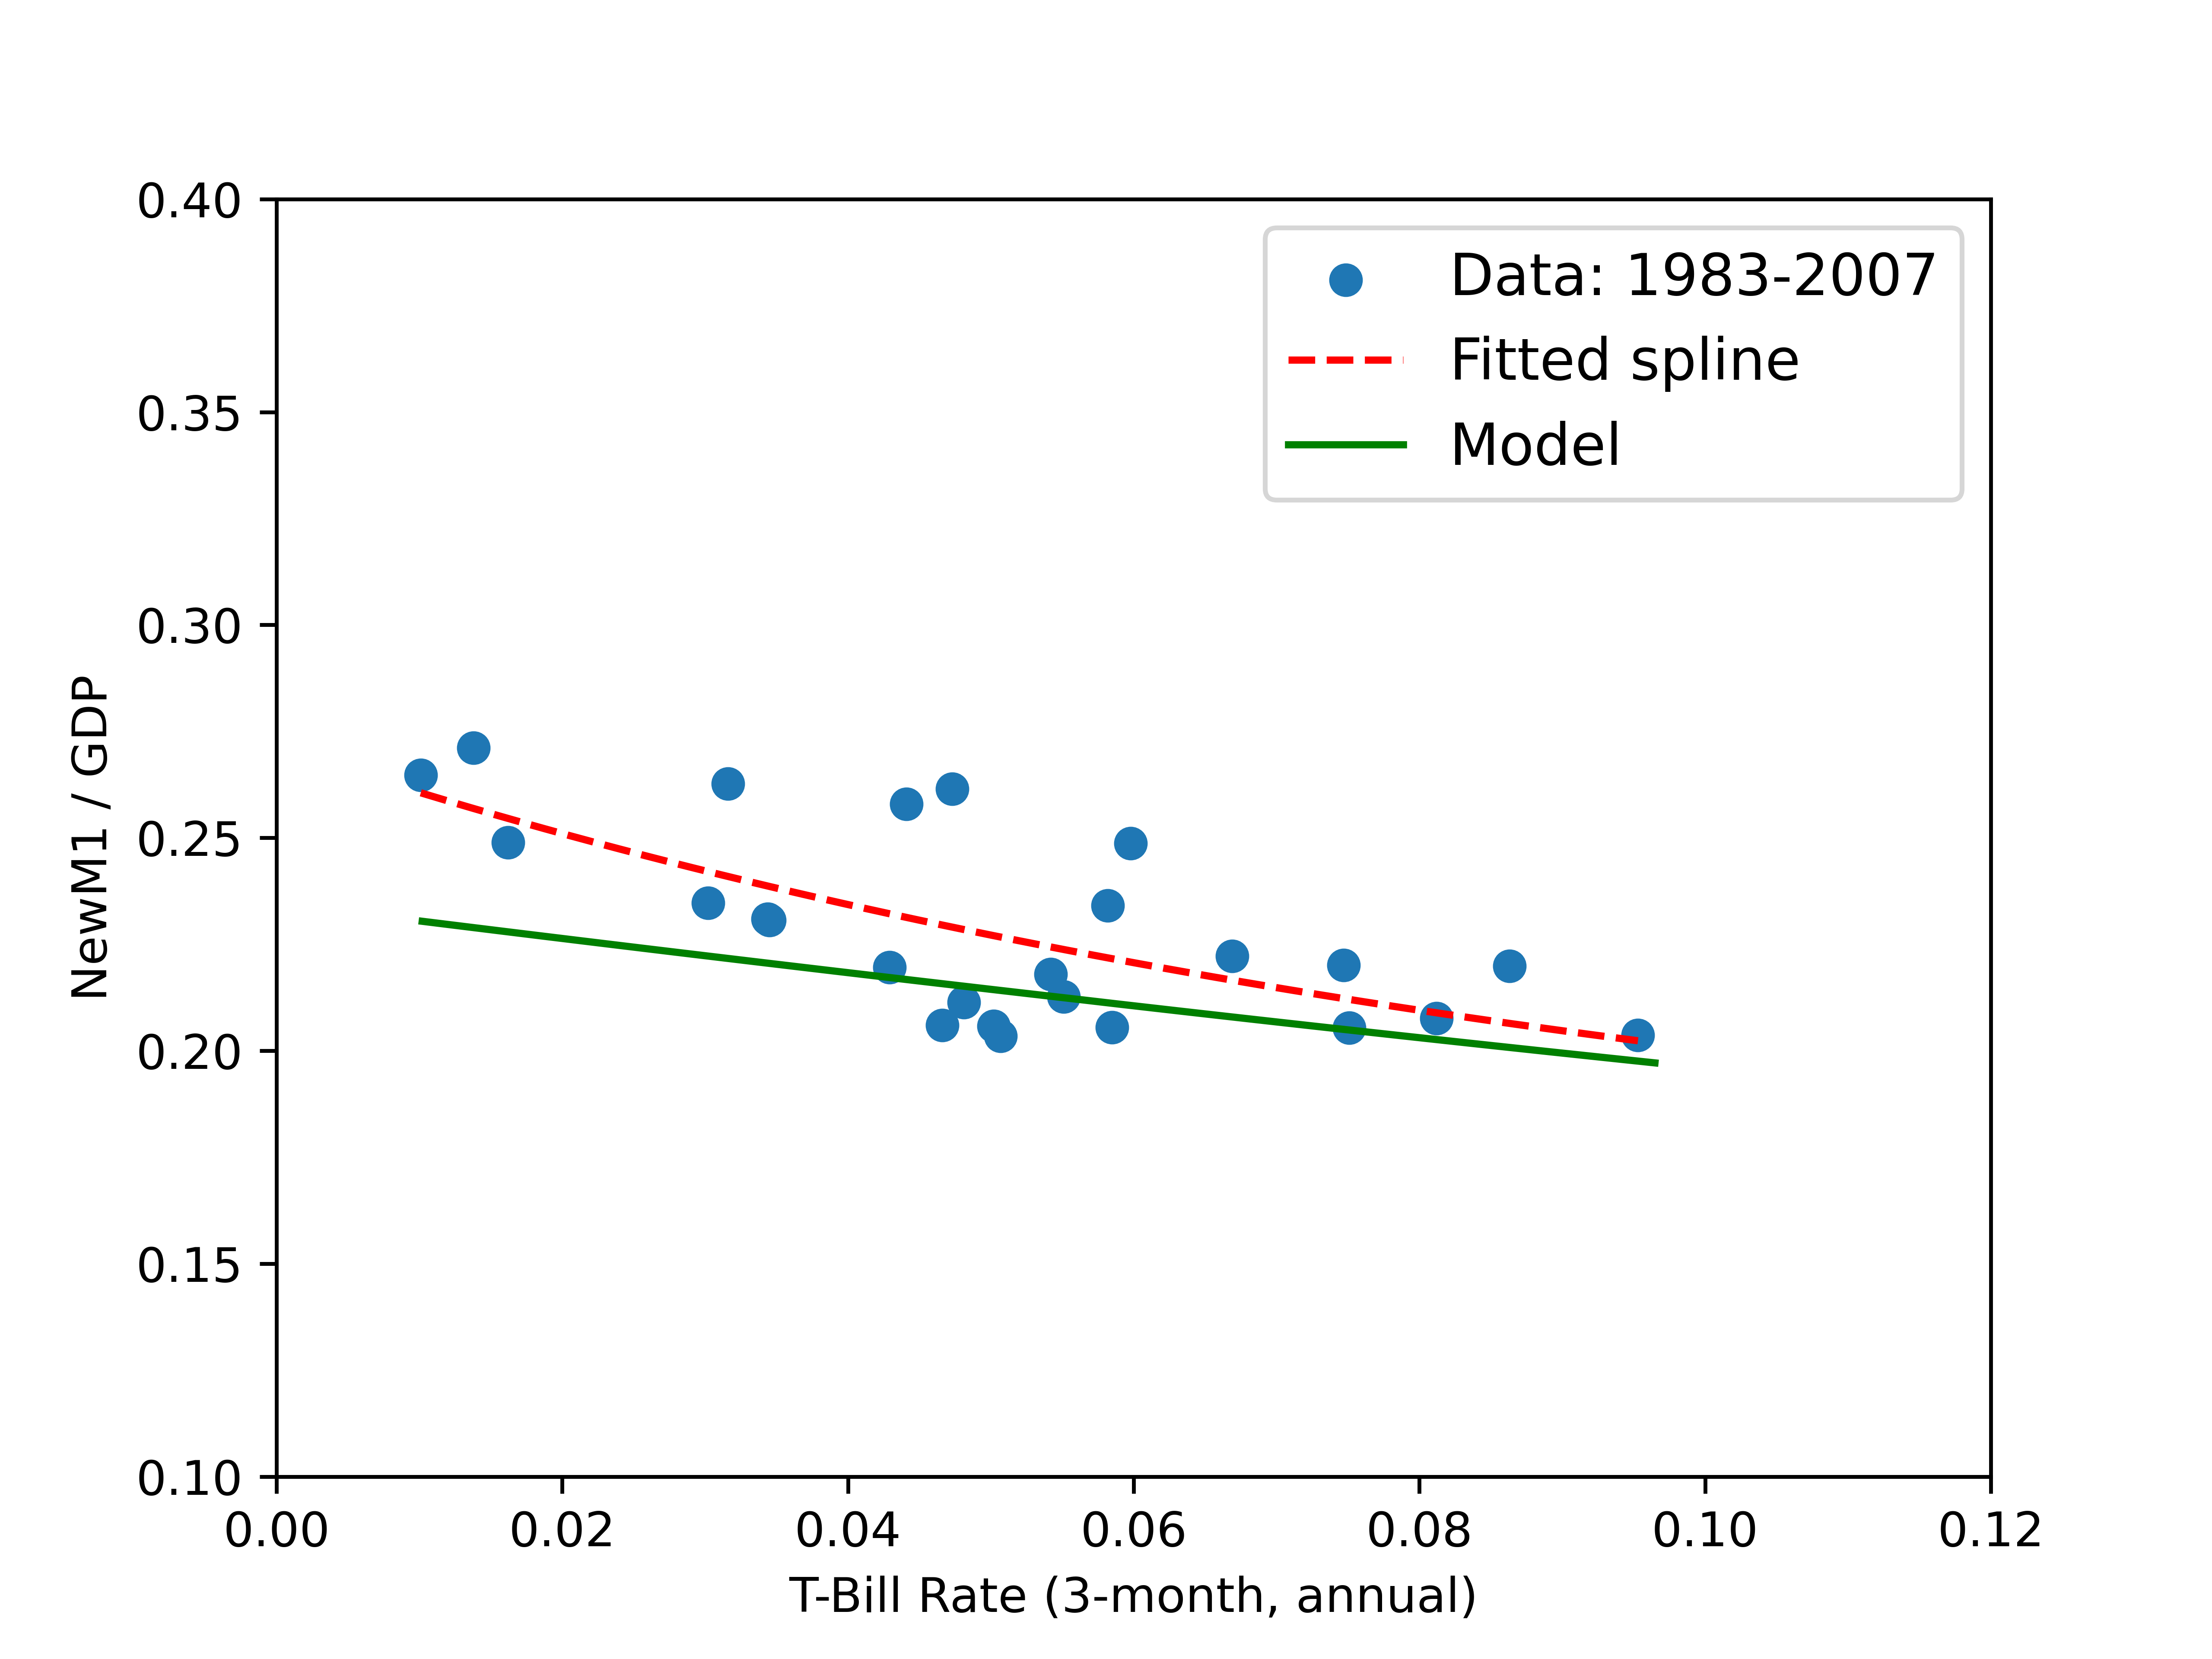 0.40
0.35
0.30
0.25
0.20
0.15
0.10
NewM1 / GDP
Data: 1983-2007
Fitted spline
Model
0.00 0.02 0.04 0.06 0.08 0.10 0.12
T-Bill Rate (3-month, annual)